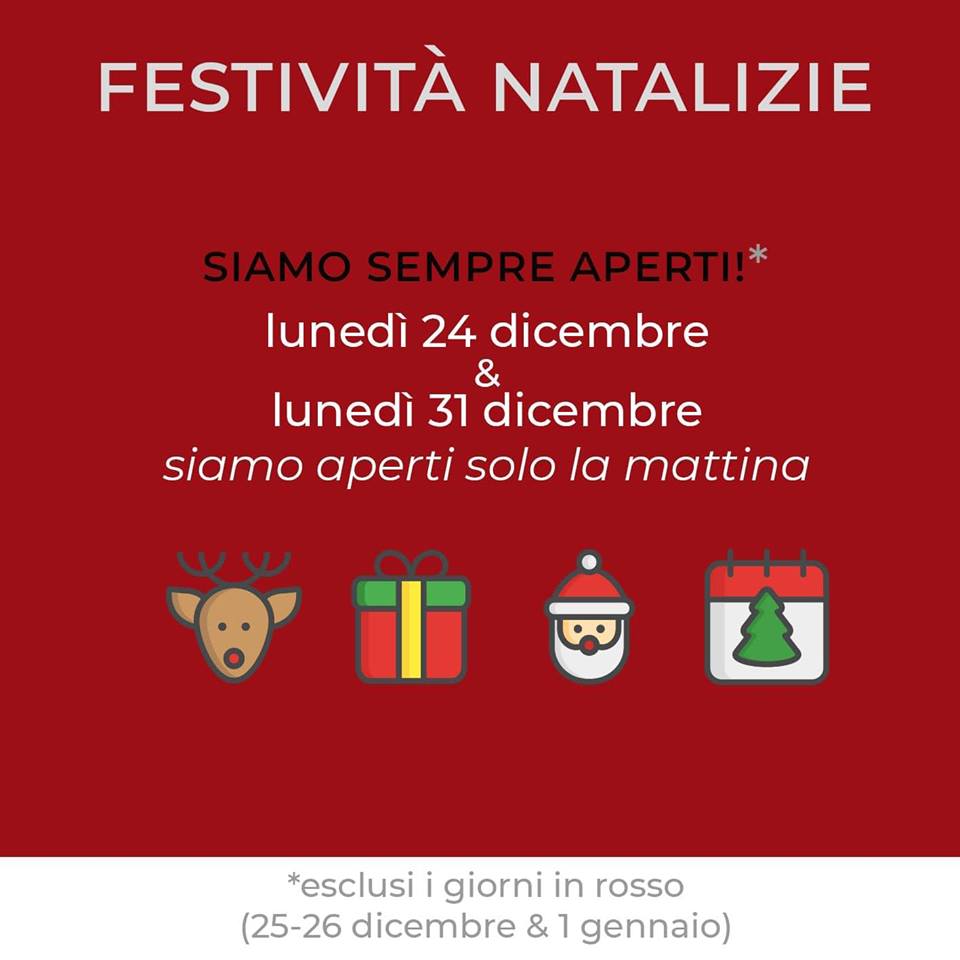 FESTIVITÀ NATALIZIE
SIAMO SEMPRE APERTI!*
lunedì 24 dicembre
&
lunedì 31 dicembre
siamo aperti solo la mattina
*esclusi i giorni in rosso
(25-26 dicembre & 1 gennaio)